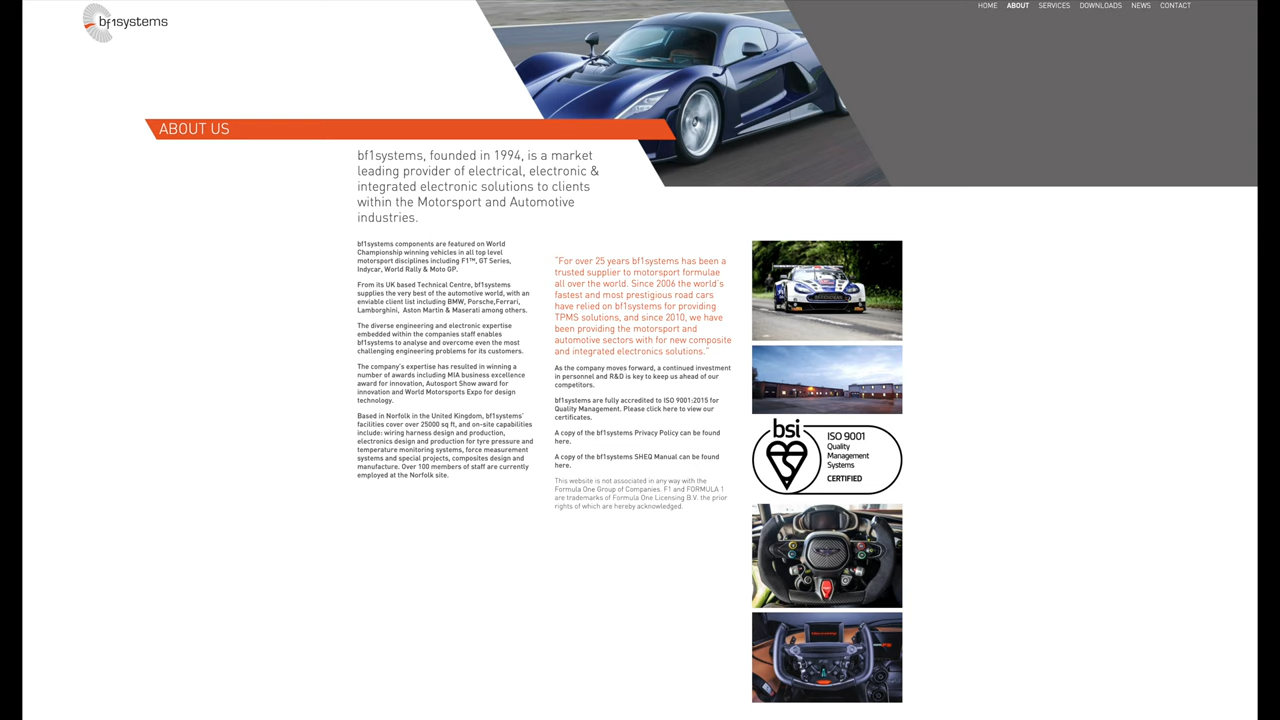 bf1systems
HOME ABOUT SERVICES DOWNLOADS NEWS CONTACT
ABOUT US
bf1systems, founded in 1994, is a market
leading provider of electrical, electronic &
integrated electronic solutions to clients
within the Motorsport and Automotive
industries.
bf1systems components are featured on World
Championship winning vehicles in all top level
motorsport disciplines including F1™, GT Series,
Indycar, World Rally & Moto GP.
From its UK based Technical Centre, bf1systems
supplies the very best of the automotive world, with an
enviable client list including BMW, Porsche,Ferrari,
Lamborghini, Aston Martin & Maserati among others.
The diverse engineering and electronic expertise
embedded within the companies staff enables
bf1systems to analyse and overcome even the most
challenging engineering problems for its customers.
The company's expertise has resulted in winning a
number of awards including MIA business excellence
award for innovation, Autosport Show award for
innovation and World Motorsports Expo for design
technology.
Based in Norfolk in the United Kingdom, bf1systems'
facilities cover over 25000 sq ft, and on-site capabilities
include: wiring harness design and production,
electronics design and production for tyre pressure and
temperature monitoring systems, force measurement
systems and special projects, composites design and
manufacture. Over 100 members of staff are currently
employed at the Norfolk site.
"For over 25 years bf1systems has been a
trusted supplier to motorsport formulae
all over the world. Since 2006 the world's
fastest and most prestigious road cars
have relied on bf1systems for providing
TPMS solutions, and since 2010, we have
been providing the motorsport and
automotive sectors with for new composite
and integrated electronics solutions."
As the company moves forward, a continued investment
in personnel and R&D is key to keep us ahead of our
competitors.
bf1systems are fully accredited to ISO 9001:2015 for
Quality Management. Please click here to view our
certificates.
A copy of the bf1systems Privacy Policy can be found
here.
A copy of the bf1systems SHEQ Manual can be found
here.
This website is not associated in any way with the
Formula One Group of Companies. F1 and FORMULA 1
are trademarks of Formula One Licensing B.V. the prior
rights of which are hereby acknowledged.
bsi
ISO 9001
Quality
Management
Systems
CERTIFIED